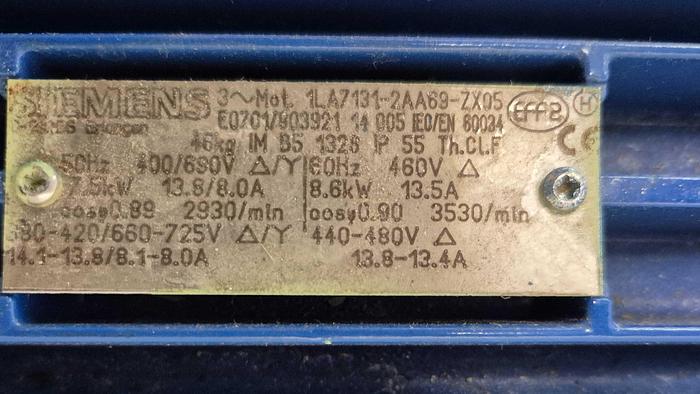 SIEMENS 3~Mot. 1LA7131-2AA69-ZX05 EFF2 H
E0701/903921 14 005 IEC/EN 60034
46kg IM B5 132S IP 55 Th.Cl.F CE
50Hz 400/690V Δ/Y 60Hz 460V Δ
7.5kW 13.8/8.0A 8.6kW 13.5A
cosφ0.89 2930/min cosφ0.90 3530/min
380-420/660-725V Δ/Y 440-480V Δ
14.1-13.8/8.1-8.0A 13.8-13.4A